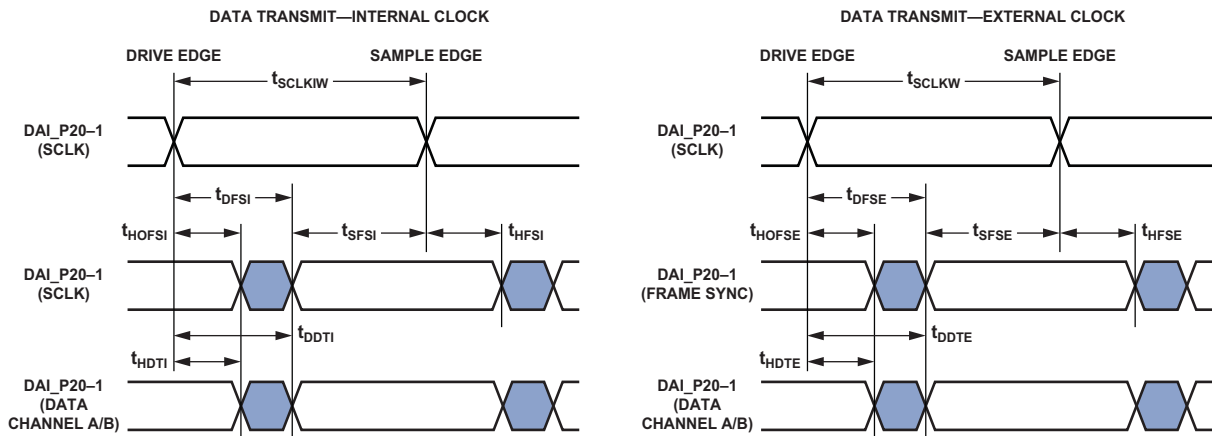 DATA TRANSMIT—INTERNAL CLOCK
DRIVE EDGE
SAMPLE EDGE
tSCLKIW
DAI_P20–1
(SCLK)
tDFSI
tHOFSI
tSFSI
tHFSI
DAI_P20–1
(SCLK)
tDDTI
tHDTI
DAI_P20–1
(DATA
CHANNEL A/B)
DATA TRANSMIT—EXTERNAL CLOCK
DRIVE EDGE
SAMPLE EDGE
tSCLKW
DAI_P20–1
(SCLK)
tDFSE
tHOFSE
tSFSE
tHFSE
DAI_P20–1
(FRAME SYNC)
tDDTE
tHDTE
DAI_P20–1
(DATA
CHANNEL A/B)